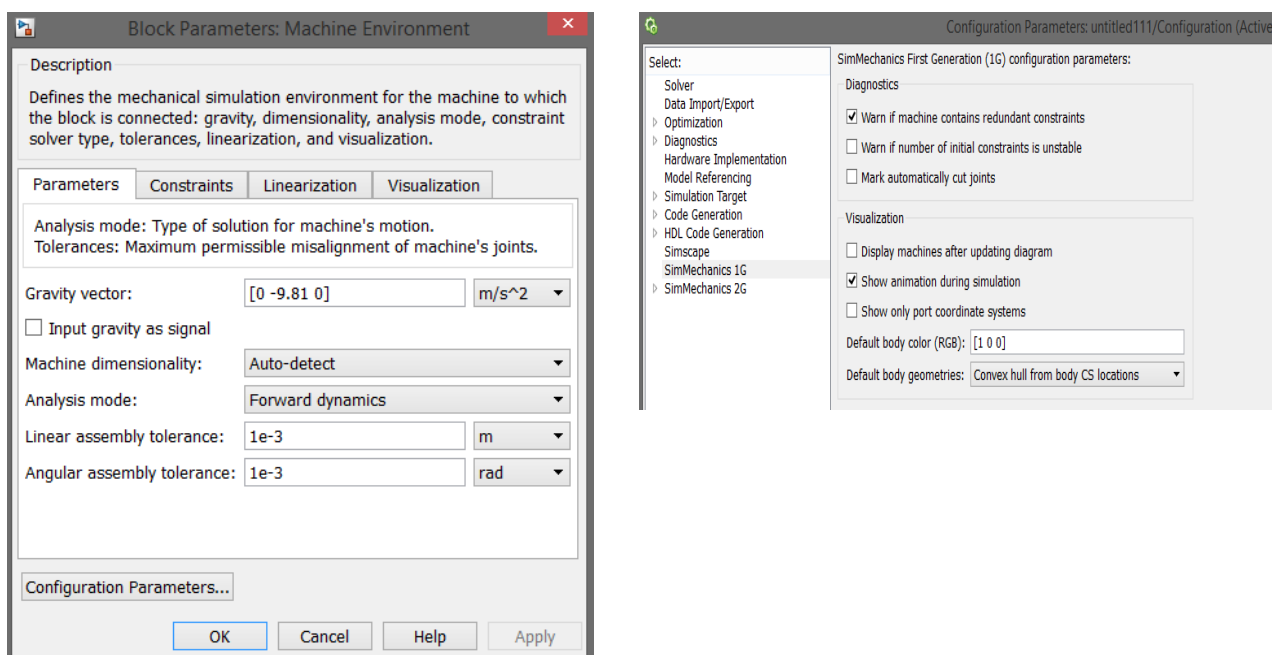 Block Parameters: Machine Environment
Description
Defines the mechanical simulation environment for the machine to which
the block is connected: gravity, dimensionality, analysis mode, constraint
solver type, tolerances, linearization, and visualization.
Parameters Constraints Linearization Visualization
Analysis mode: Type of solution for machine's motion.
Tolerances: Maximum permissible misalignment of machine's joints.
Gravity vector: [0 -9.81 0] m/s^2
Input gravity as signal
Machine dimensionality: Auto-detect
Analysis mode: Forward dynamics
Linear assembly tolerance: 1e-3 m
Angular assembly tolerance: 1e-3 rad
Configuration Parameters...
OK Cancel Help Apply
Configuration Parameters: untitled111/Configuration (Active
Select:
Solver
Data Import/Export
Optimization
Diagnostics
Hardware Implementation
Model Referencing
Simulation Target
Code Generation
HDL Code Generation
Simscape
SimMechanics 1G
SimMechanics 2G
SimMechanics First Generation (1G) configuration parameters:
Diagnostics
Warn if machine contains redundant constraints
Warn if number of initial constraints is unstable
Mark automatically cut joints
Visualization
Display machines after updating diagram
Show animation during simulation
Show only port coordinate systems
Default body color (RGB): [1 0 0]
Default body geometries: Convex hull from body CS locations